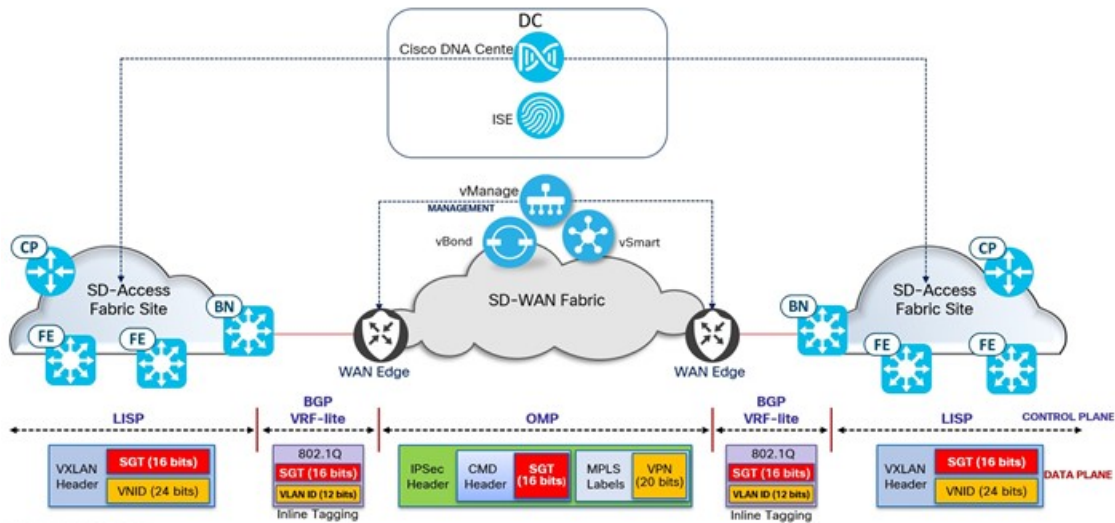 DC
Cisco DNA Cente
ISE
vManage
MANAGEMENT
vBond
vSmart
CP
SD-Access
Fabric Site
BN
FE
FE
SD-WAN Fabric
WAN Edge
WAN Edge
CP
SD-Access
Fabric Site
BN
FE
FE
LISP
BGP
VRF-lite
OMP
BGP
VRF-lite
LISP
CONTROL PLANE
VXLAN
Header
SGT (16 bits)
VNID (24 bits)
802.1Q
SGT (16 bits)
VLAN ID (12 bits)
Inline Tagging
IPSec
Header
CMD
Header
SGT
(16 bits)
MPLS
Labels
VPN
(20 bits)
802.1Q
SGT (16 bits)
VLAN ID (12 bits)
Inline Tagging
VXLAN
Header
SGT (16 bits)
VNID (24 bits)
DATA PLANE